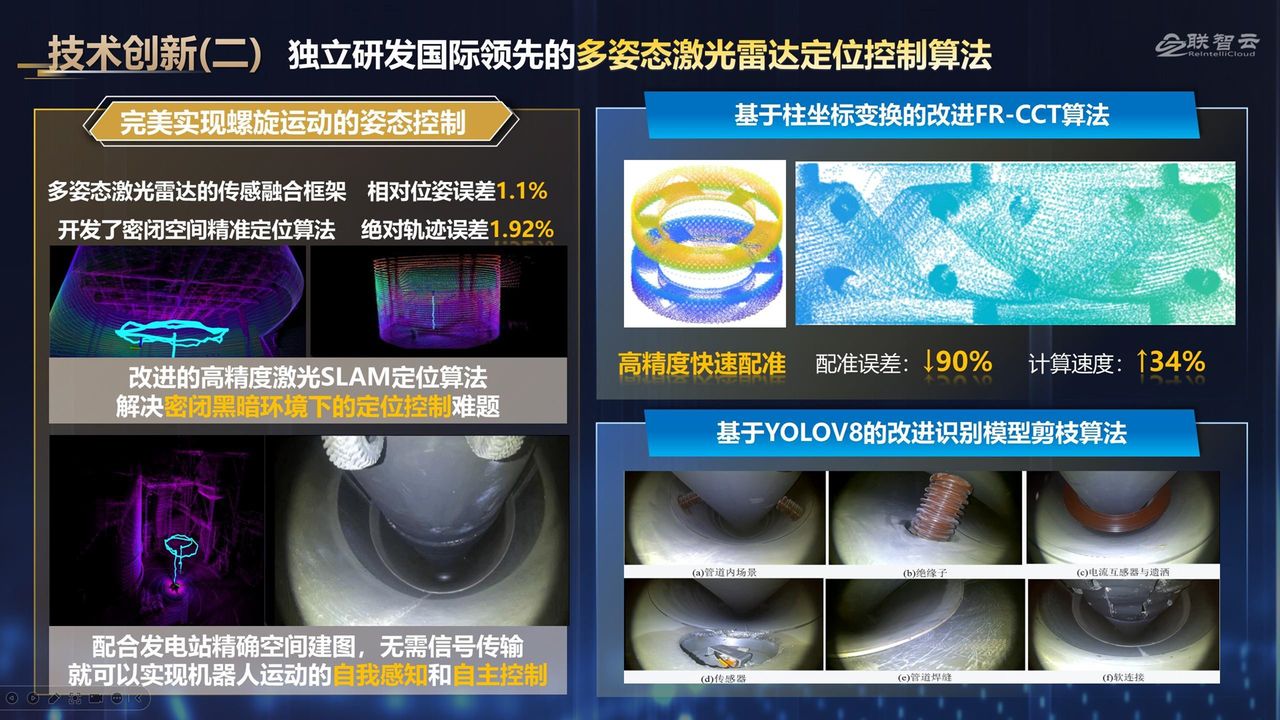 技术创新(二)
独立研发国际领先的多姿态激光雷达定位控制算法
联智云
ReIntelliCloud
完美实现螺旋运动的姿态控制
多姿态激光雷达的传感融合框架 相对位姿误差1.1%
开发了密闭空间精准定位算法 绝对轨迹误差1.92%
改进的高精度激光SLAM定位算法
解决密闭黑暗环境下的定位控制难题
配合发电站精确空间建图，无需信号传输
就可以实现机器人运动的自我感知和自主控制
基于柱坐标变换的改进FR-CCT算法
高精度快速配准 配准误差：↓90% 计算速度：↑34%
基于YOLOV8的改进识别模型剪枝算法
(a)管道内场景
(b)绝缘子
(c)电流互感器与遗洒
(d)传感器
(e)管道焊缝
(f)软连接